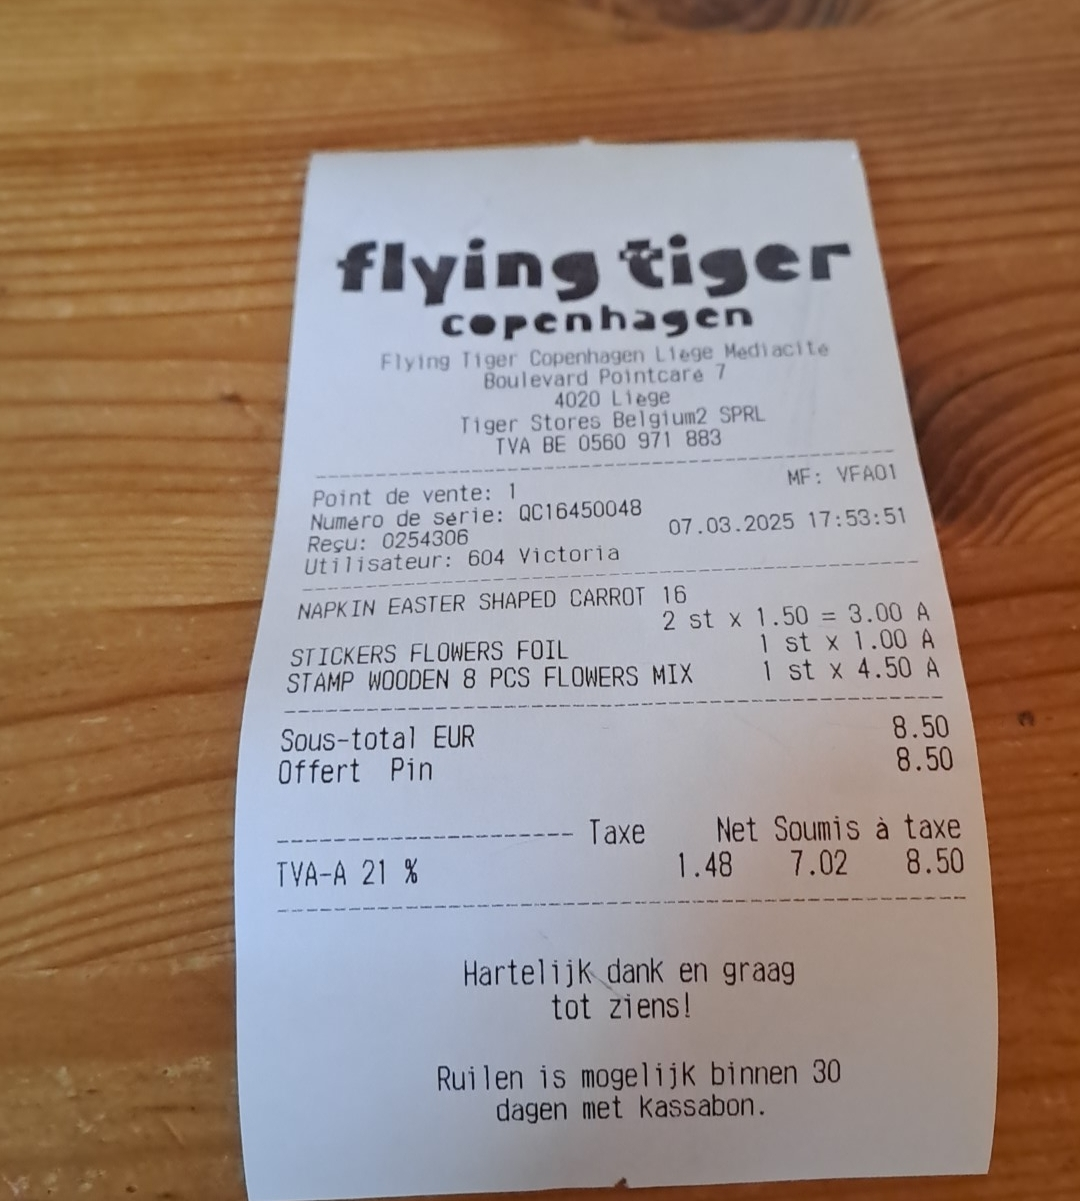 flying tiger
copenhagen
Flying Tiger Copenhagen Liège Mediacite
Boulevard Pointcaré 7
4020 Liège
Tiger Stores Belgium2 SPRL
TVA BE 0560 971 883
MF: VFA01
Point de vente: 1
Numéro de série: QC16450048
Reçu: 0254306 07.03.2025 17:53:51
Utilisateur: 604 Victoria
NAPKIN EASTER SHAPED CARROT 16
2 st x 1.50 = 3.00 A
STICKERS FLOWERS FOIL 1 st x 1.00 A
STAMP WOODEN 8 PCS FLOWERS MIX 1 st x 4.50 A
Sous-total EUR 8.50
Offert Pin 8.50
Taxe Net Soumis à taxe
TVA-A 21 % 1.48 7.02 8.50
Hartelijk dank en graag
tot ziens!
Ruilen is mogelijk binnen 30
dagen met kassabon.